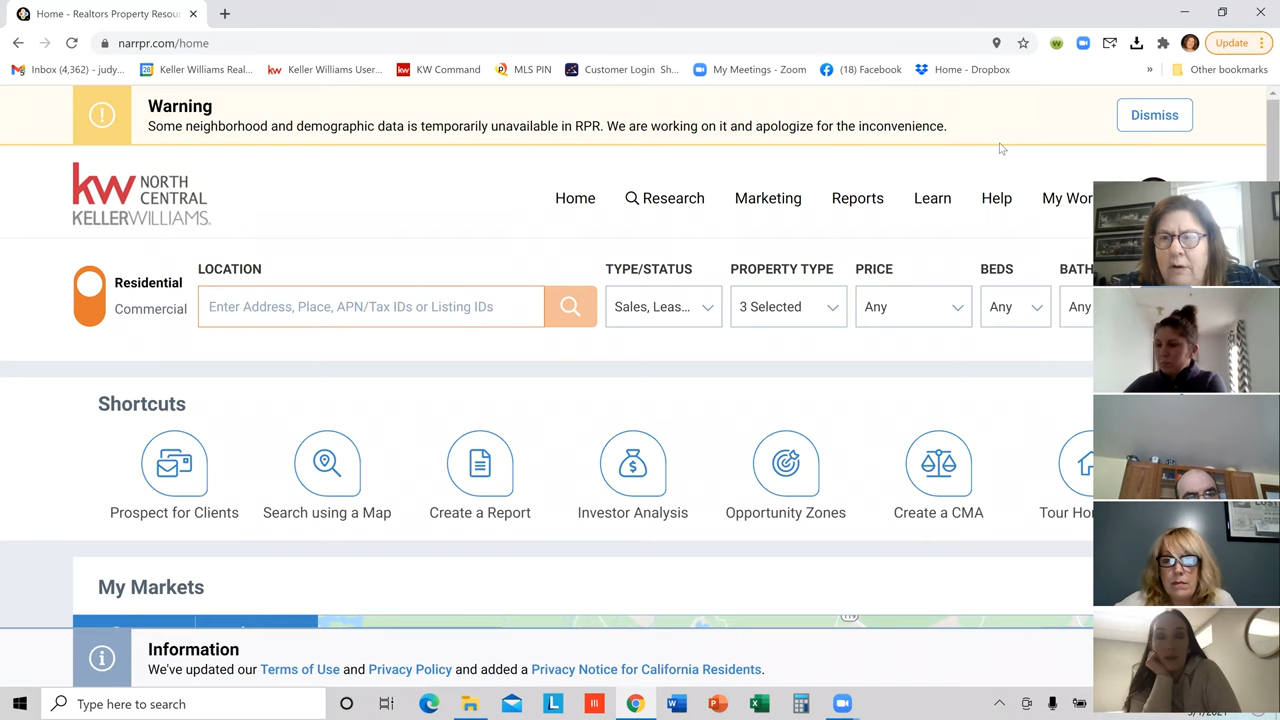 Home - Realtors Property Resou
narrpr.com/home
Update
Inbox (4,362) - judy...
Keller Williams Real...
Keller Williams User...
KW Command
MLS PIN
Customer Login Sh...
My Meetings - Zoom
(18) Facebook
Home - Dropbox
»
Other bookmarks
Warning
Some neighborhood and demographic data is temporarily unavailable in RPR. We are working on it and apologize for the inconvenience.
Dismiss
kw NORTH
CENTRAL
KELLERWILLIAMS.
Home
Research
Marketing
Reports
Learn
Help
My Wor
Residential
Commercial
LOCATION
Enter Address, Place, APN/Tax IDs or Listing IDs
TYPE/STATUS
Sales, Leas...
PROPERTY TYPE
3 Selected
PRICE
Any
BEDS
Any
BATH
Any
Shortcuts
Prospect for Clients
Search using a Map
Create a Report
Investor Analysis
Opportunity Zones
Create a CMA
Tour Hor
My Markets
Information
We've updated our Terms of Use and Privacy Policy and added a Privacy Notice for California Residents.
Type here to search